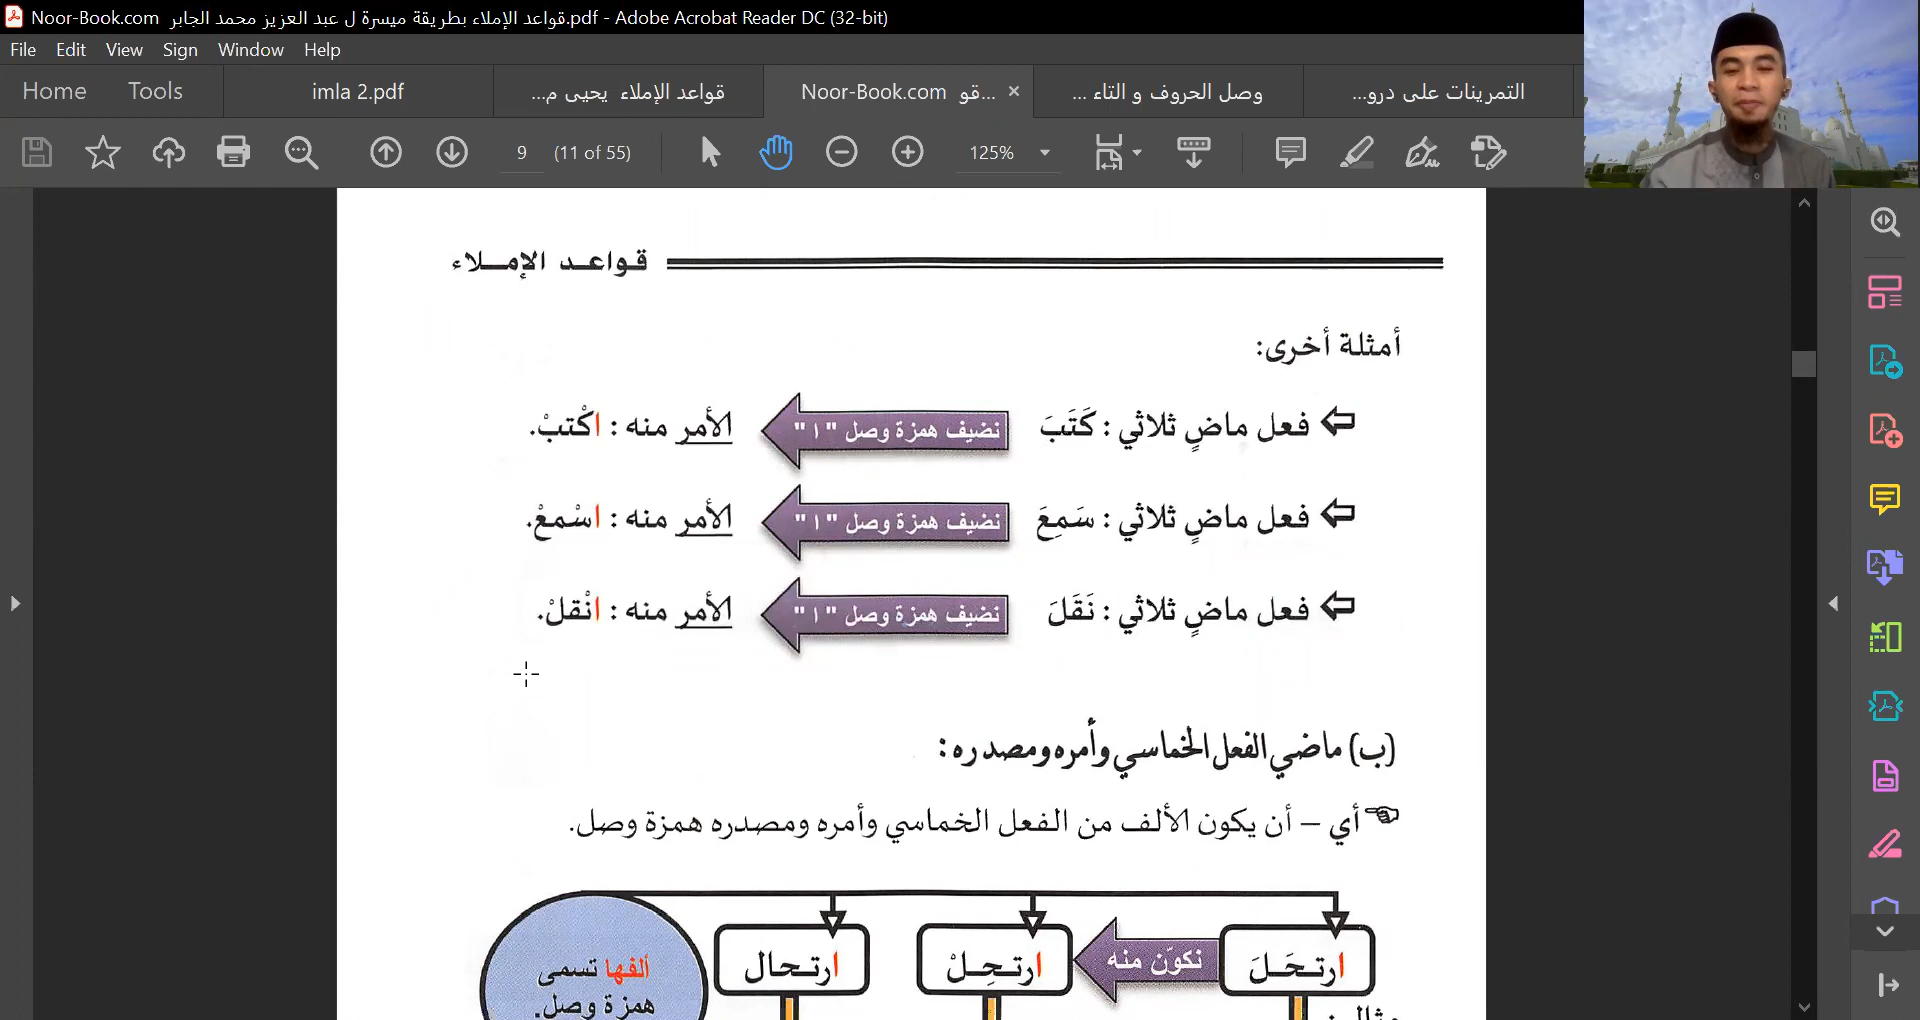 Noor-Book.com قواعد الإملاء بطريقة ميسرة ل عبد العزيز محمد الجابر.pdf - Adobe Acrobat Reader DC (32-bit)
File Edit View Sign Window Help
Home Tools imla 2.pdf قواعد الإملاء يحيى م... Noor-Book.com قو... × وصل الحروف و التاء ... التمرينات على درو...
9 (11 of 55) 125%
قواعد الإملاء
أمثلة أخرى:
فعل ماضٍ ثلاثي : كَتَبَ نضيف همزة وصل "ا" الأمر منه : اكْتبْ.
فعل ماضٍ ثلاثي : سَمِعَ نضيف همزة وصل "ا" الأمر منه : اسْمعْ.
فعل ماضٍ ثلاثي : نَقَلَ نضيف همزة وصل "ا" الأمر منه : انْقلْ.
(ب) ماضي الفعل الخماسي وأمره ومصدره :
أي – أن يكون الألف من الفعل الخماسي وأمره ومصدره همزة وصل.
ارتـحَـلَ نكوّن منه ارتـحِـلْ ارتـحال ألفها تسمى
همزة وصل.